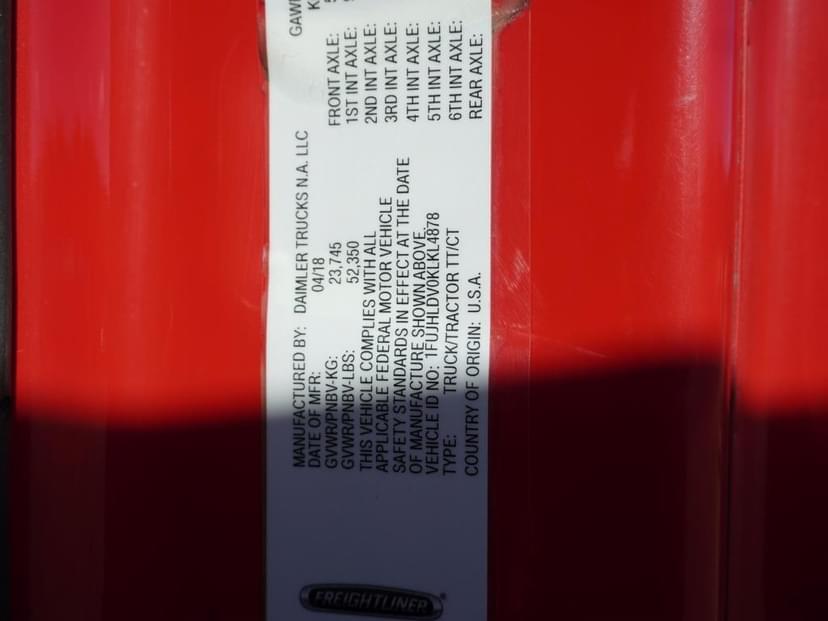 MANUFACTURED BY: DAIMLER TRUCKS N.A. LLC
DATE OF MFR: 04/18
GVWR/PNBV-KG: 23,745
GVWR/PNBV-LBS: 52,350
THIS VEHICLE COMPLIES WITH ALL
APPLICABLE FEDERAL MOTOR VEHICLE
SAFETY STANDARDS IN EFFECT AT THE DATE
OF MANUFACTURE SHOWN ABOVE.
VEHICLE ID NO: 1FUJHLDV0KLKL4878
TYPE: TRUCK/TRACTOR TT/CT
COUNTRY OF ORIGIN: U.S.A.
FRONT AXLE:
1ST INT AXLE:
2ND INT AXLE:
3RD INT AXLE:
4TH INT AXLE:
5TH INT AXLE:
6TH INT AXLE:
REAR AXLE:
FREIGHTLINER®